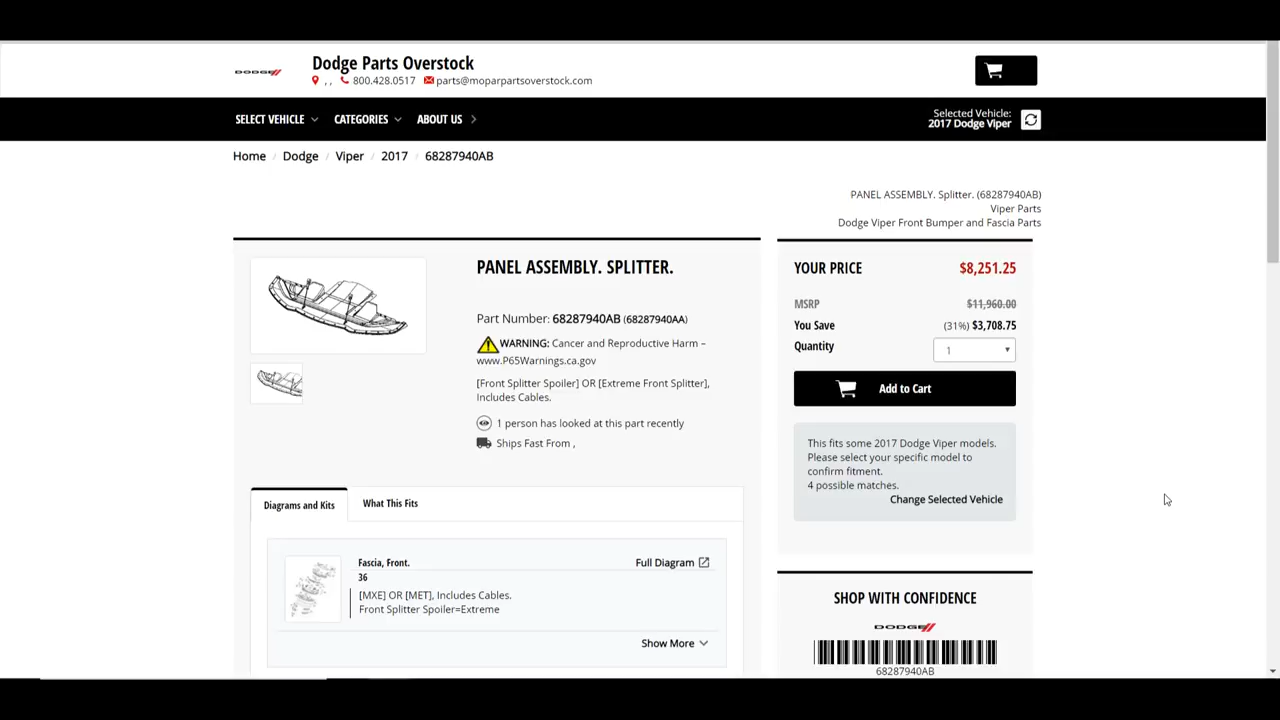 DODGE
Dodge Parts Overstock
, , 800.428.0517 parts@moparpartsoverstock.com
SELECT VEHICLE CATEGORIES ABOUT US
Selected Vehicle:
2017 Dodge Viper
Home / Dodge / Viper / 2017 / 68287940AB
PANEL ASSEMBLY. Splitter. (68287940AB)
Viper Parts
Dodge Viper Front Bumper and Fascia Parts
PANEL ASSEMBLY. SPLITTER.
Part Number: 68287940AB (68287940AA)
WARNING: Cancer and Reproductive Harm –
www.P65Warnings.ca.gov
[Front Splitter Spoiler] OR [Extreme Front Splitter],
Includes Cables.
1 person has looked at this part recently
Ships Fast From ,
YOUR PRICE $8,251.25
MSRP $11,960.00
You Save (31%) $3,708.75
Quantity 1
Add to Cart
This fits some 2017 Dodge Viper models.
Please select your specific model to
confirm fitment.
4 possible matches.
Change Selected Vehicle
Diagrams and Kits What This Fits
Fascia, Front. Full Diagram
36
[MXE] OR [MET], Includes Cables.
Front Splitter Spoiler=Extreme
Show More
SHOP WITH CONFIDENCE
DODGE
68287940AB